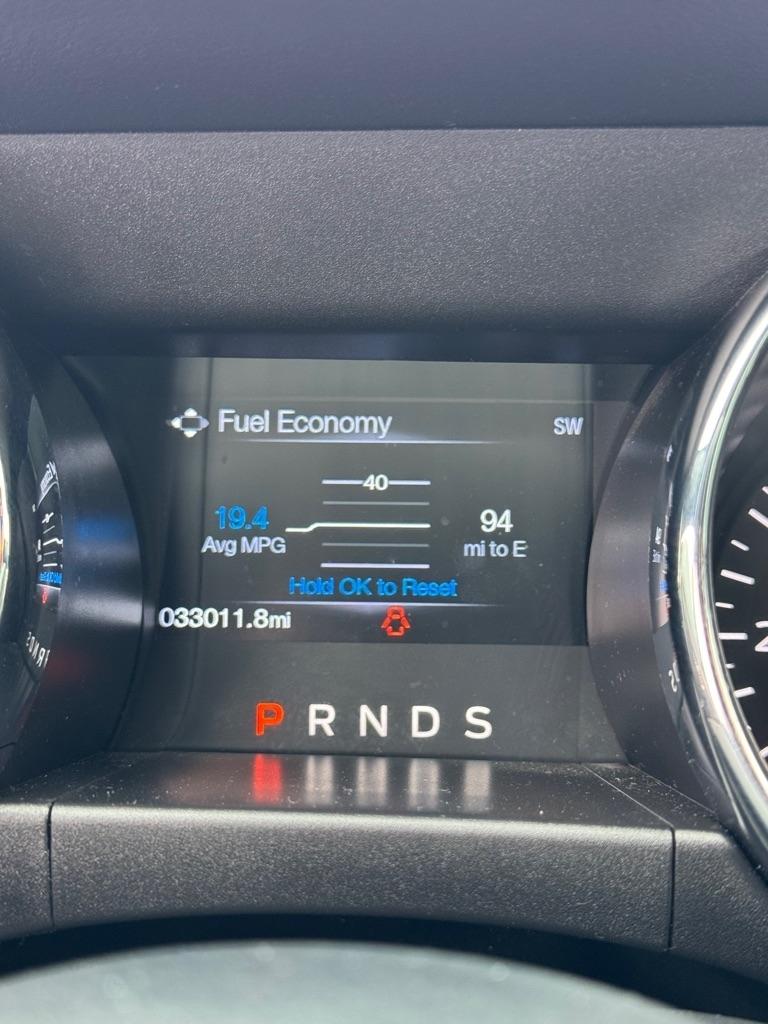 Fuel Economy SW
40
19.4 94
Avg MPG mi to E
Hold OK to Reset
033011.8mi
P R N D S